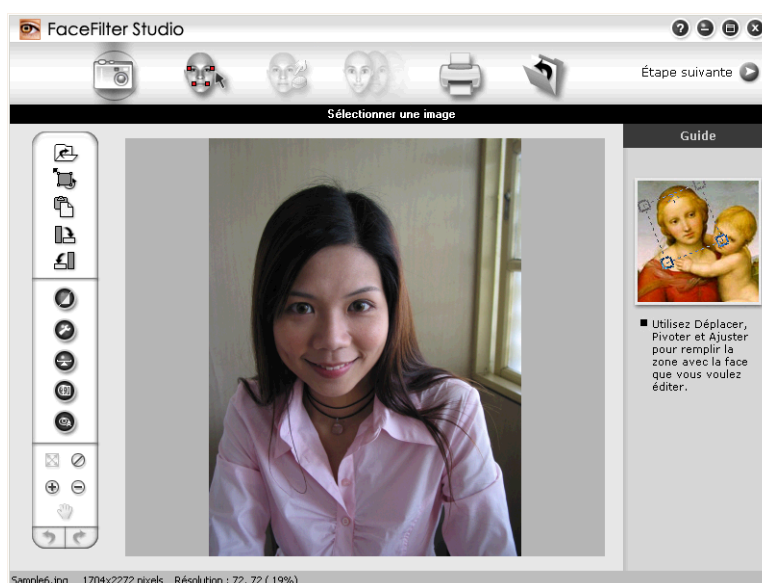 FaceFilter Studio
Étape suivante
Sélectionner une image
Guide
Utilisez Déplacer,
Pivoter et Ajuster
pour remplir la
zone avec la face
que vous voulez
éditer.
Sample6.jpg 1704x2272 pixels Résolution : 72, 72 ( 19%)